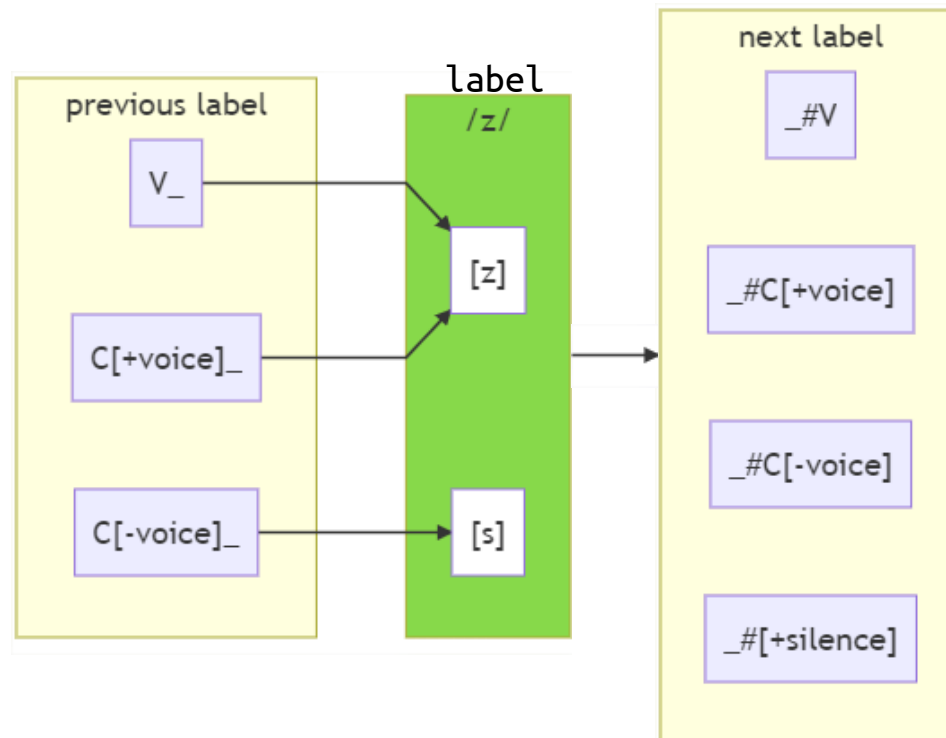 previous label
V_
C[+voice]_
C[-voice]_
label
/z/
[z]
[s]
next label
_#V
_#C[+voice]
_#C[-voice]
_#[+silence]